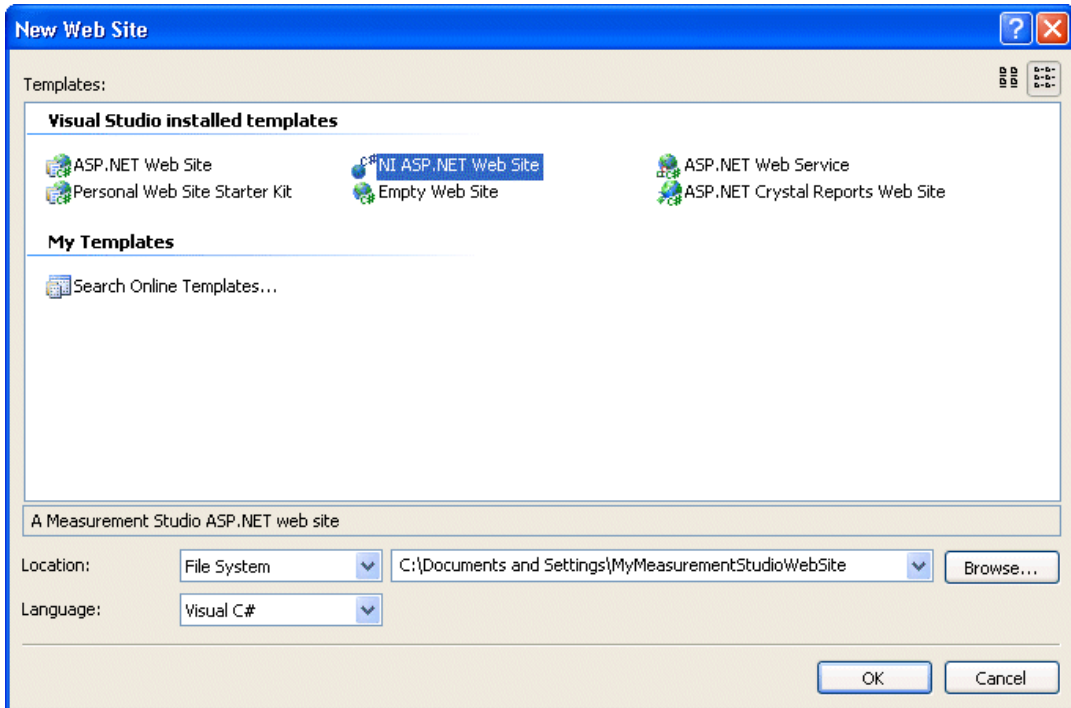 New Web Site
Templates:
Visual Studio installed templates
ASP.NET Web Site
NI ASP.NET Web Site
ASP.NET Web Service
Personal Web Site Starter Kit
Empty Web Site
ASP.NET Crystal Reports Web Site
My Templates
Search Online Templates...
A Measurement Studio ASP.NET web site
Location:
File System
C:\Documents and Settings\MyMeasurementStudioWebSite
Browse...
Language:
Visual C#
OK
Cancel